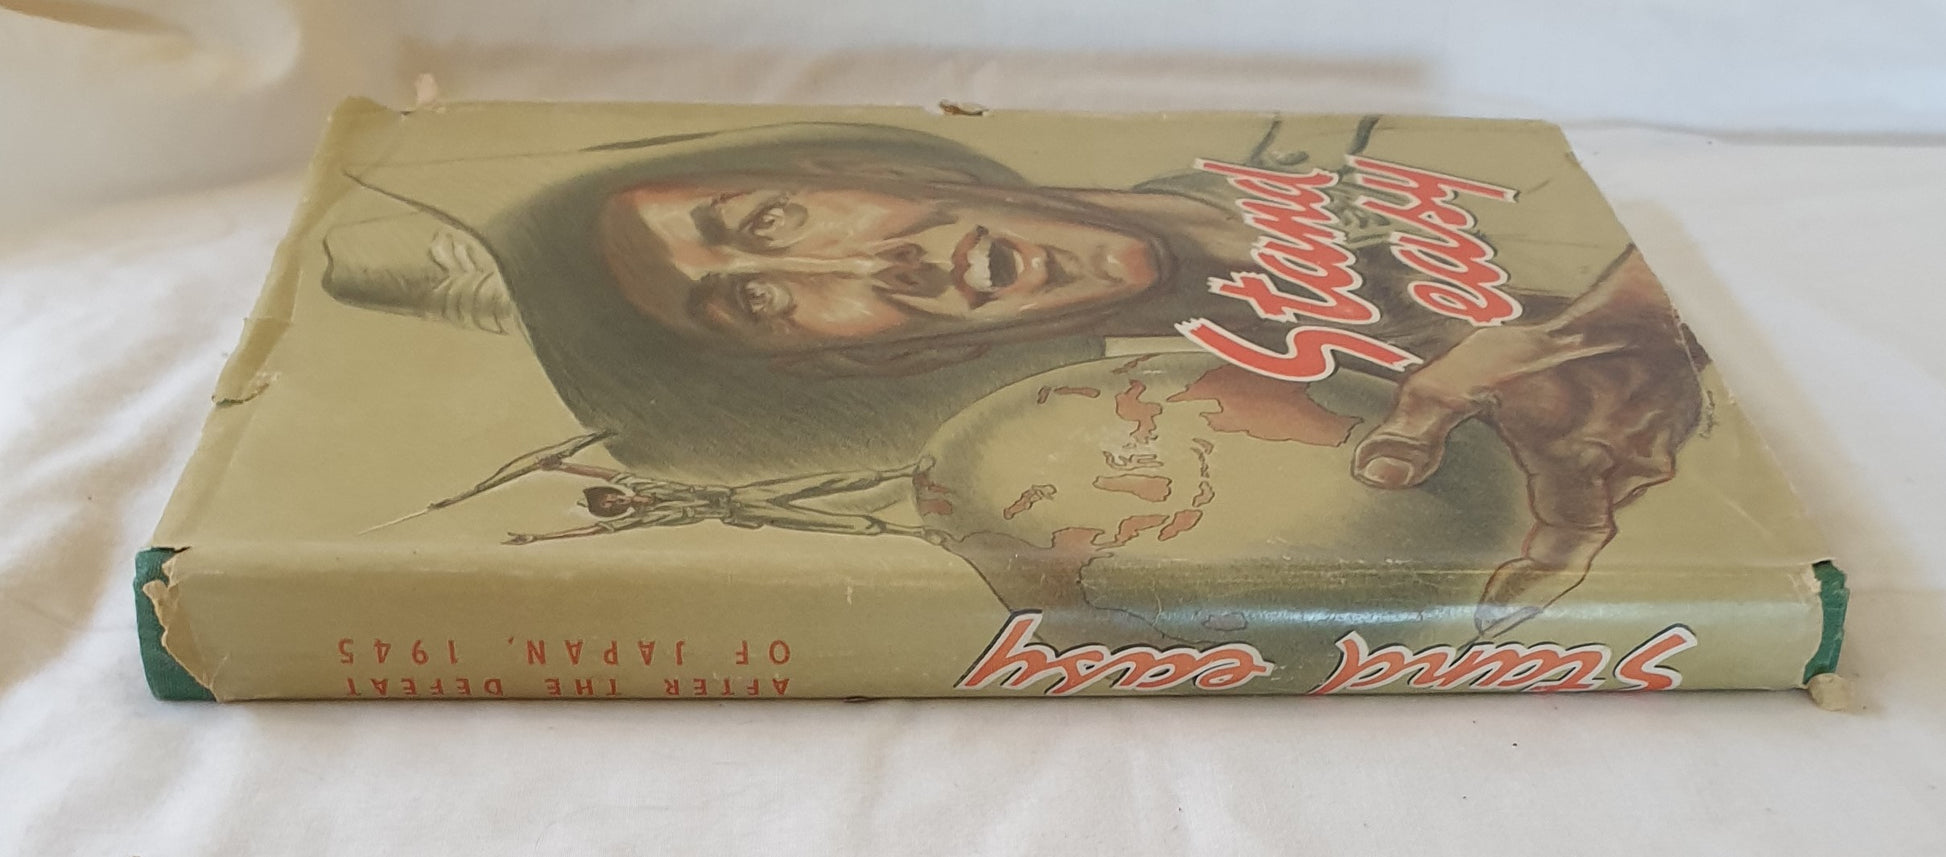 Stand
easy
Stand easy
AFTER THE DEFEAT
OF JAPAN, 1945